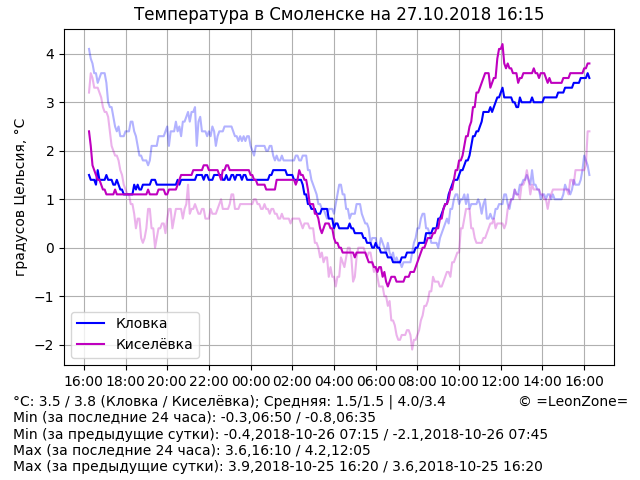 Температура в Смоленске на 27.10.2018 16:15
градусов Цельсия, °C
4
3
2
1
0
−1
−2
Кловка
Киселёвка
16:00 18:00 20:00 22:00 00:00 02:00 04:00 06:00 08:00 10:00 12:00 14:00 16:00
°C: 3.5 / 3.8 (Кловка / Киселёвка); Средняя: 1.5/1.5 | 4.0/3.4 © =LeonZone=
Min (за последние 24 часа): -0.3,06:50 / -0.8,06:35
Min (за предыдущие сутки): -0.4,2018-10-26 07:15 / -2.1,2018-10-26 07:45
Max (за последние 24 часа): 3.6,16:10 / 4.2,12:05
Max (за предыдущие сутки): 3.9,2018-10-25 16:20 / 3.6,2018-10-25 16:20